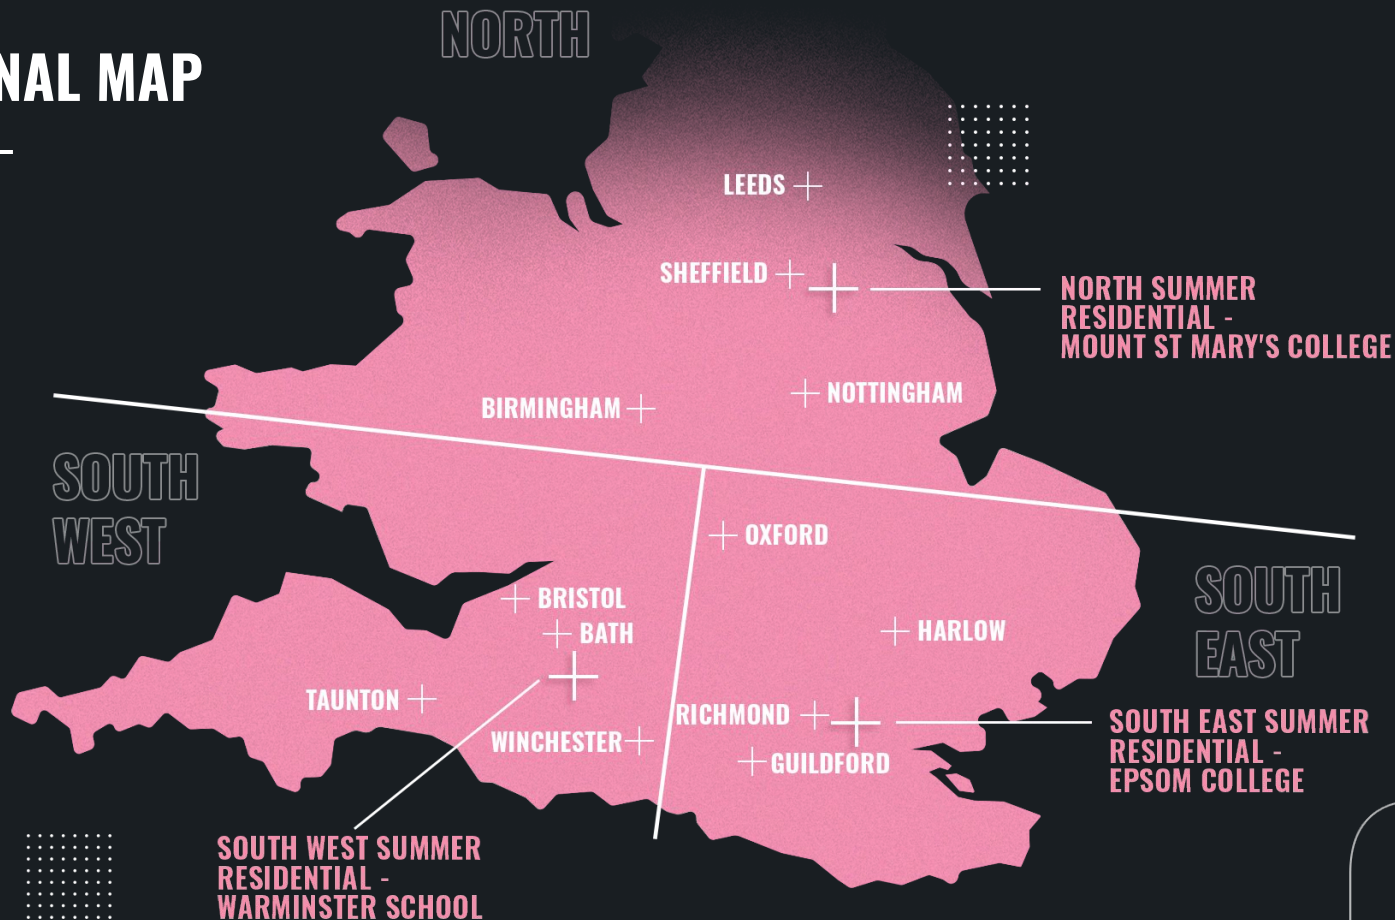 NORTH
NAL MAP
LEEDS
SHEFFIELD
NORTH SUMMER
RESIDENTIAL -
MOUNT ST MARY'S COLLEGE
NOTTINGHAM
BIRMINGHAM
SOUTH
WEST
OXFORD
SOUTH
EAST
BRISTOL
BATH
HARLOW
TAUNTON
RICHMOND
WINCHESTER
GUILDFORD
SOUTH EAST SUMMER
RESIDENTIAL -
EPSOM COLLEGE
SOUTH WEST SUMMER
RESIDENTIAL -
WARMINSTER SCHOOL